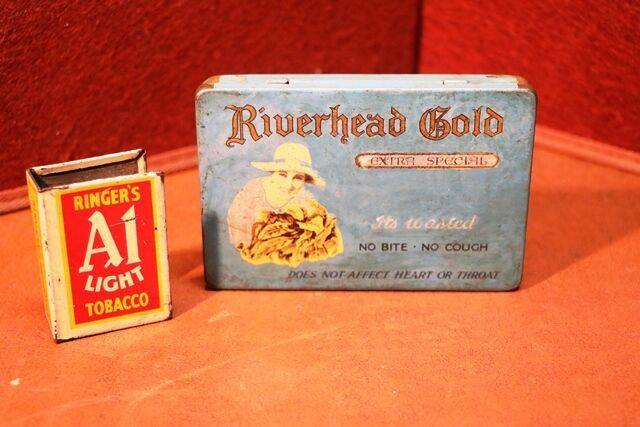 RINGER'S
A1
LIGHT
TOBACCO
Riverhead Gold
EXTRA SPECIAL
Its toasted
NO BITE · NO COUGH
DOES NOT AFFECT HEART OR THROAT